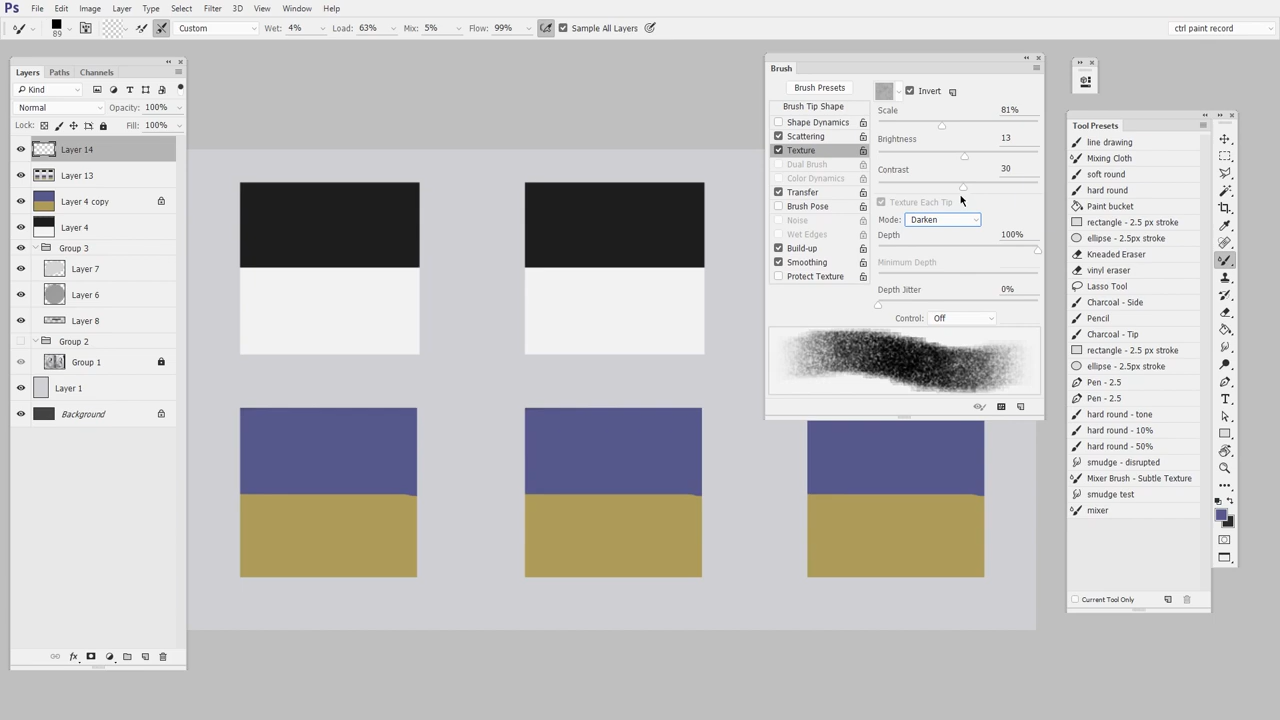 Ps File Edit Image Layer Type Select Filter 3D View Window Help
89 Custom Wet: 4% Load: 63% Mix: 5% Flow: 99% Sample All Layers ctrl paint record
Layers Paths Channels
Kind
Normal Opacity: 100%
Lock: Fill: 100%
Layer 14
Layer 13
Layer 4 copy
Layer 4
Group 3
Layer 7
Layer 6
Layer 8
Group 2
Group 1
Layer 1
Background
Brush
Brush Presets
Brush Tip Shape
Shape Dynamics
Scattering
Texture
Dual Brush
Color Dynamics
Transfer
Brush Pose
Noise
Wet Edges
Build-up
Smoothing
Protect Texture
Invert
Scale 81%
Brightness 13
Contrast 30
Texture Each Tip
Mode: Darken
Depth 100%
Minimum Depth
Depth Jitter 0%
Control: Off
Tool Presets
line drawing
Mixing Cloth
soft round
hard round
Paint bucket
rectangle - 2.5 px stroke
ellipse - 2.5px stroke
Kneaded Eraser
vinyl eraser
Lasso Tool
Charcoal - Side
Pencil
Charcoal - Tip
rectangle - 2.5 px stroke
ellipse - 2.5px stroke
Pen - 2.5
Pen - 2.5
hard round - tone
hard round - 10%
hard round - 50%
smudge - disrupted
Mixer Brush - Subtle Texture
smudge test
mixer
Current Tool Only